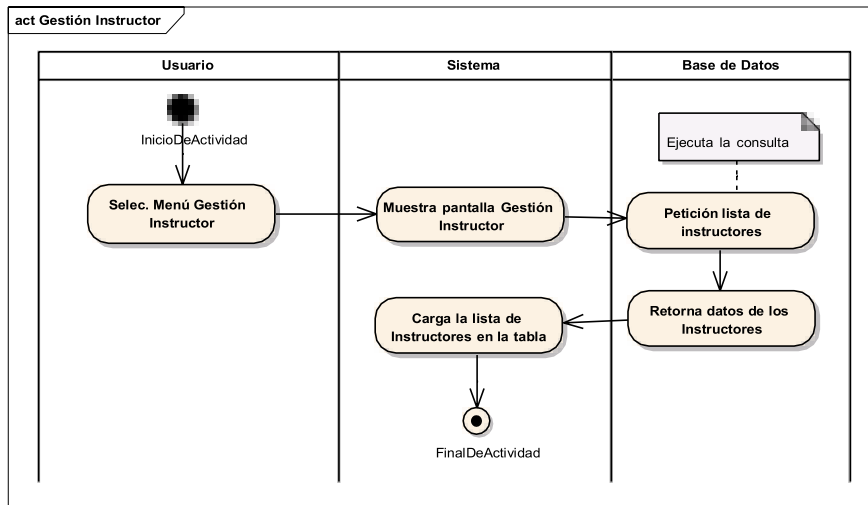 act Gestión Instructor
Usuario
Sistema
Base de Datos
InicioDeActividad
Ejecuta la consulta
Selec. Menú Gestión
Instructor
Muestra pantalla Gestión
Instructor
Petición lista de
instructores
Carga la lista de
Instructores en la tabla
Retorna datos de los
Instructores
FinalDeActividad